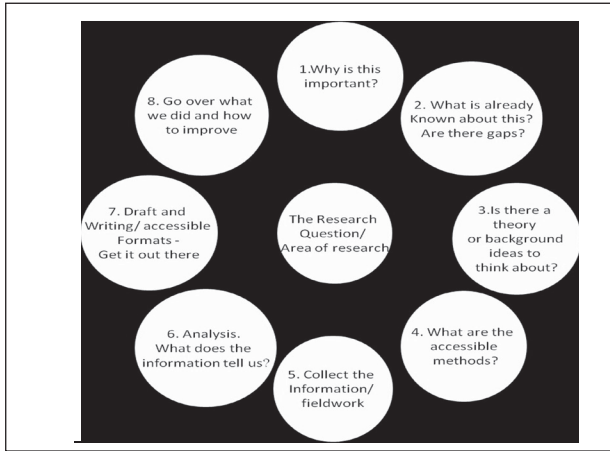 1.Why is this
important?
2. What is already
Known about this?
Are there gaps?
3.Is there a
theory
or background
ideas to
think about?
4. What are the
accessible
methods?
5. Collect the
Information/
fieldwork
6. Analysis.
What does the
information tell us?
7. Draft and
Writing/ accessible
Formats -
Get it out there
8. Go over what
we did and how
to improve
The Research
Question/
Area of research